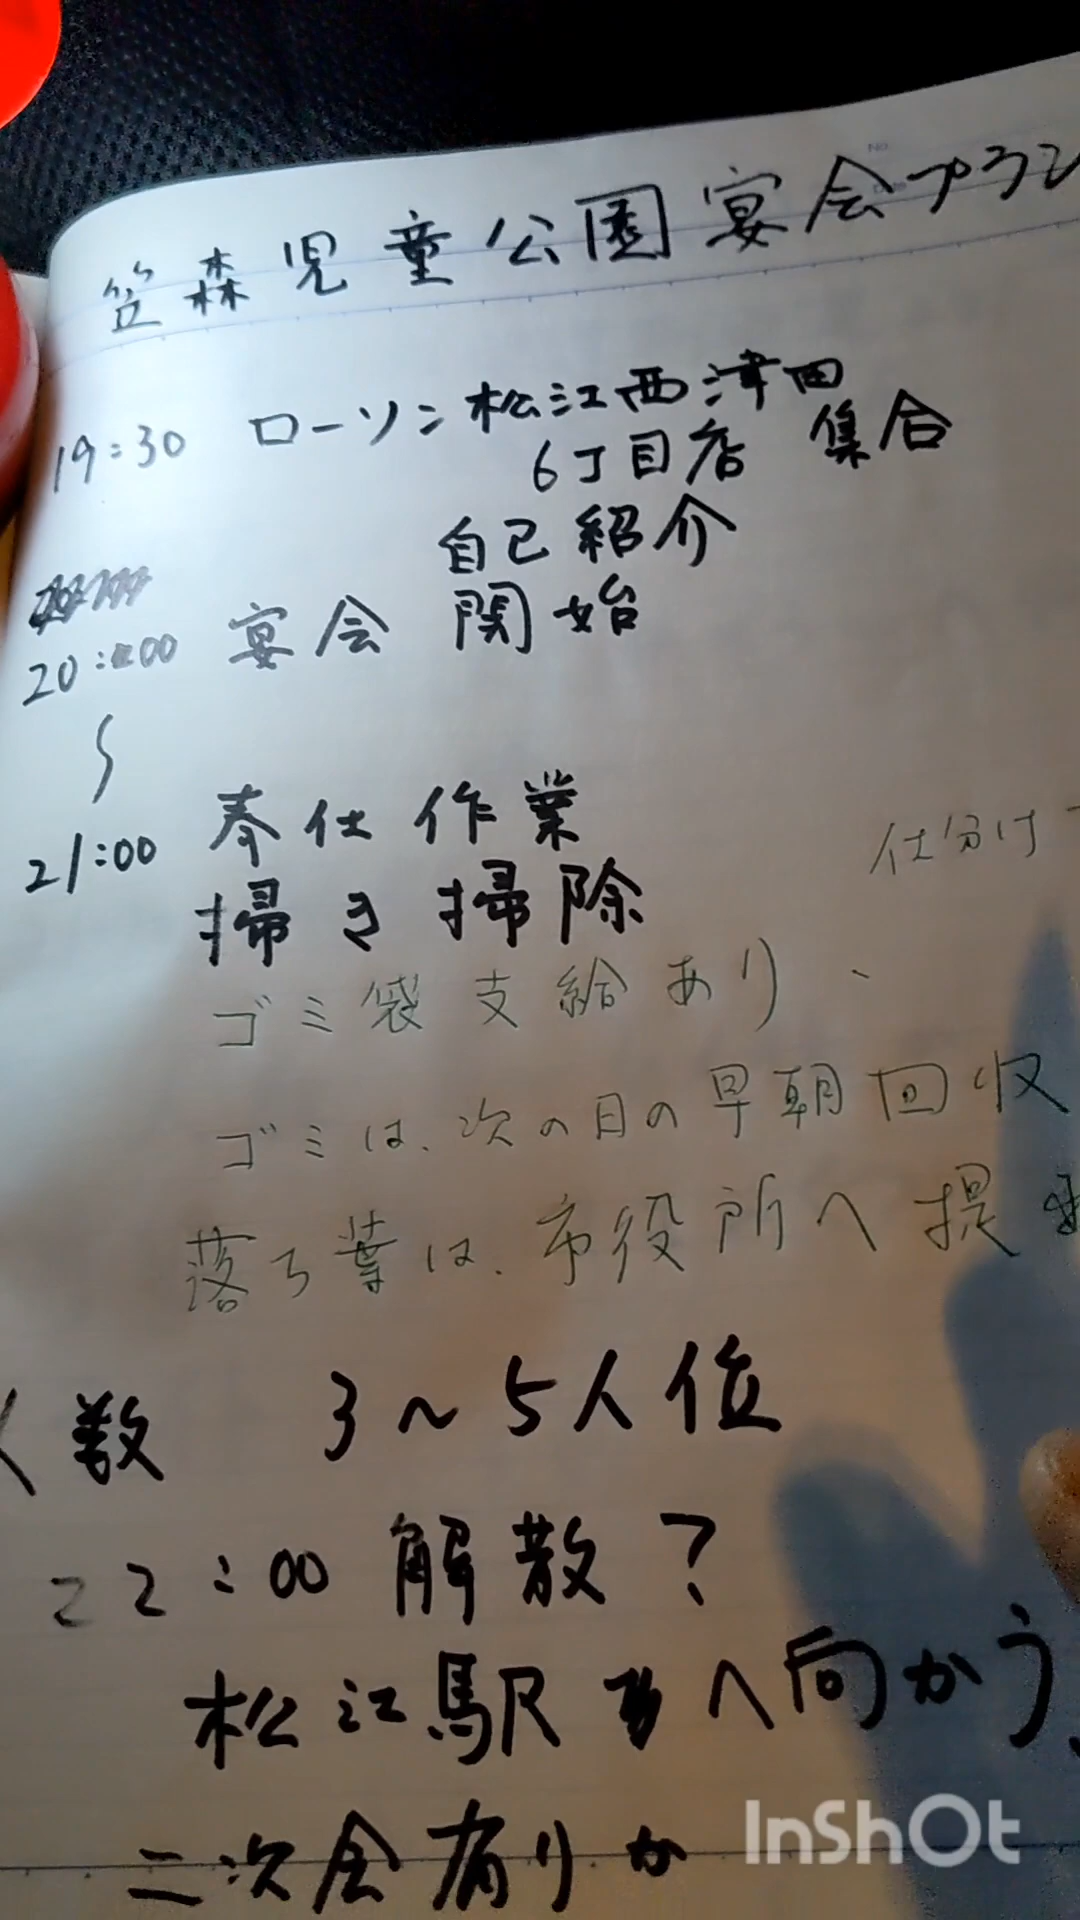 笠森児童公園宴会プラン
19:30 ローソン松江西津田
6丁目店 集合
自己紹介
20:00 宴会 開始
〜
21:00 奉仕作業
仕分け
掃き掃除
ゴミ袋支給あり、
ゴミは、次の日の早朝回収
落ち葉は、市役所へ提
人数 3〜5人位
22:00 解散?
松江駅へ向かう、
二次会有りか
InShOt